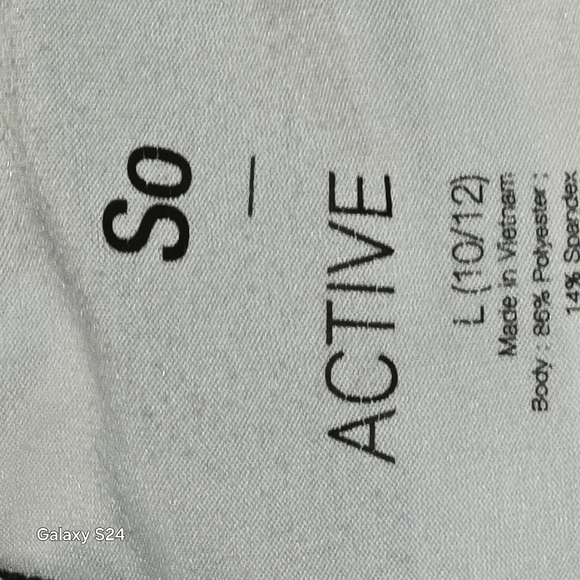 So
ACTIVE
L (10/12)
Made in Vietnam
Body : 86% Polyester ;
14% Spandex
Galaxy S24